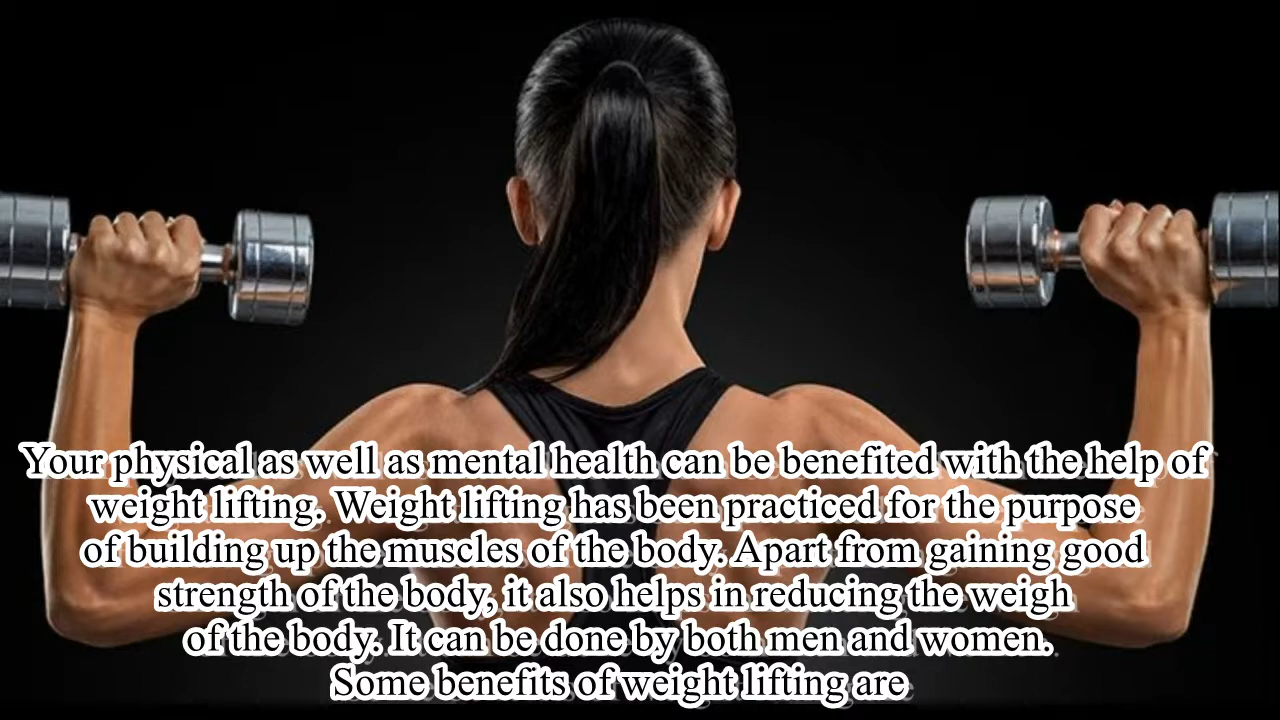 Your physical as well as mental health can be benefited with the help of
weight lifting. Weight lifting has been practiced for the purpose
of building up the muscles of the body. Apart from gaining good
strength of the body, it also helps in reducing the weigh
of the body. It can be done by both men and women.
Some benefits of weight lifting are